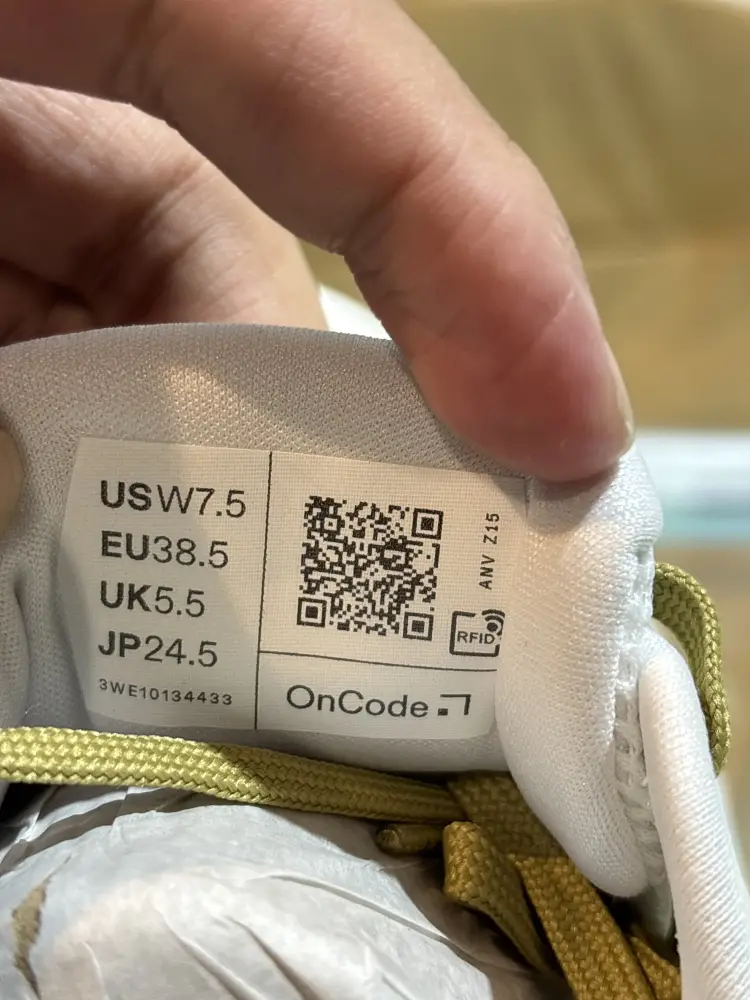 USW7.5
EU38.5
UK5.5
JP24.5
3WE10134433
ANV Z15
RFID
OnCode